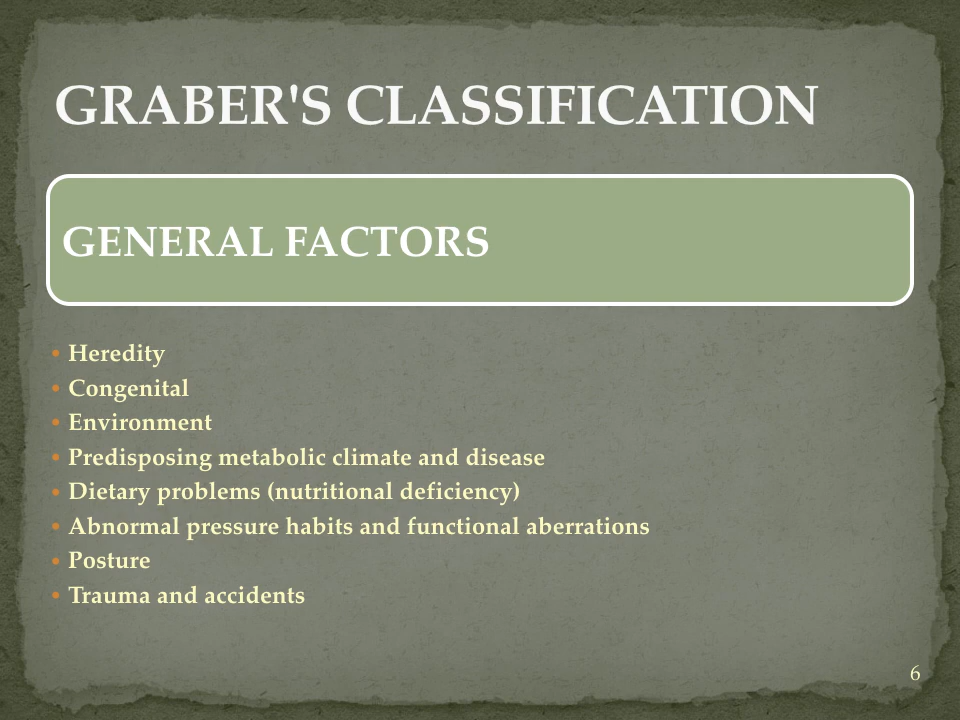 GRABER'S CLASSIFICATION
GENERAL FACTORS
• Heredity
• Congenital
• Environment
• Predisposing metabolic climate and disease
• Dietary problems (nutritional deficiency)
• Abnormal pressure habits and functional aberrations
• Posture
• Trauma and accidents
6